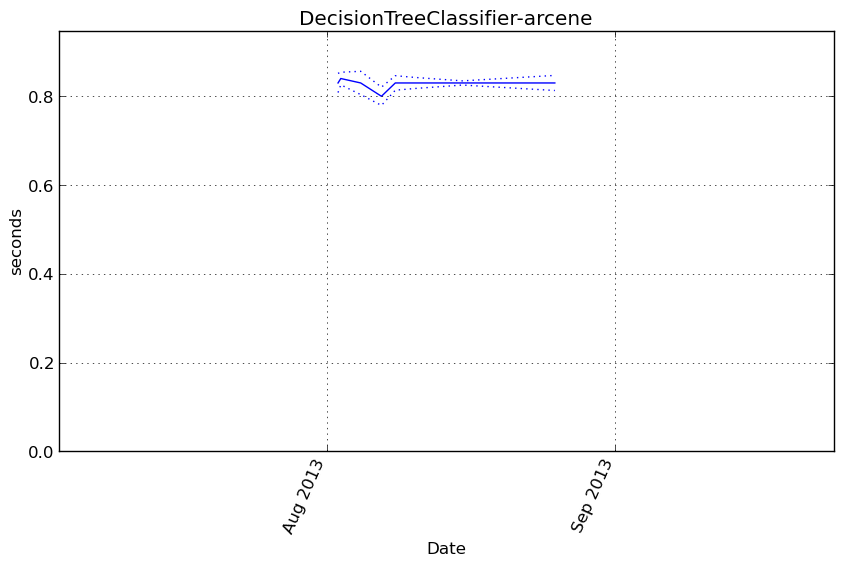 DecisionTreeClassifier-arcene
seconds
0.8
0.6
0.4
0.2
0.0
Aug 2013
Sep 2013
Date